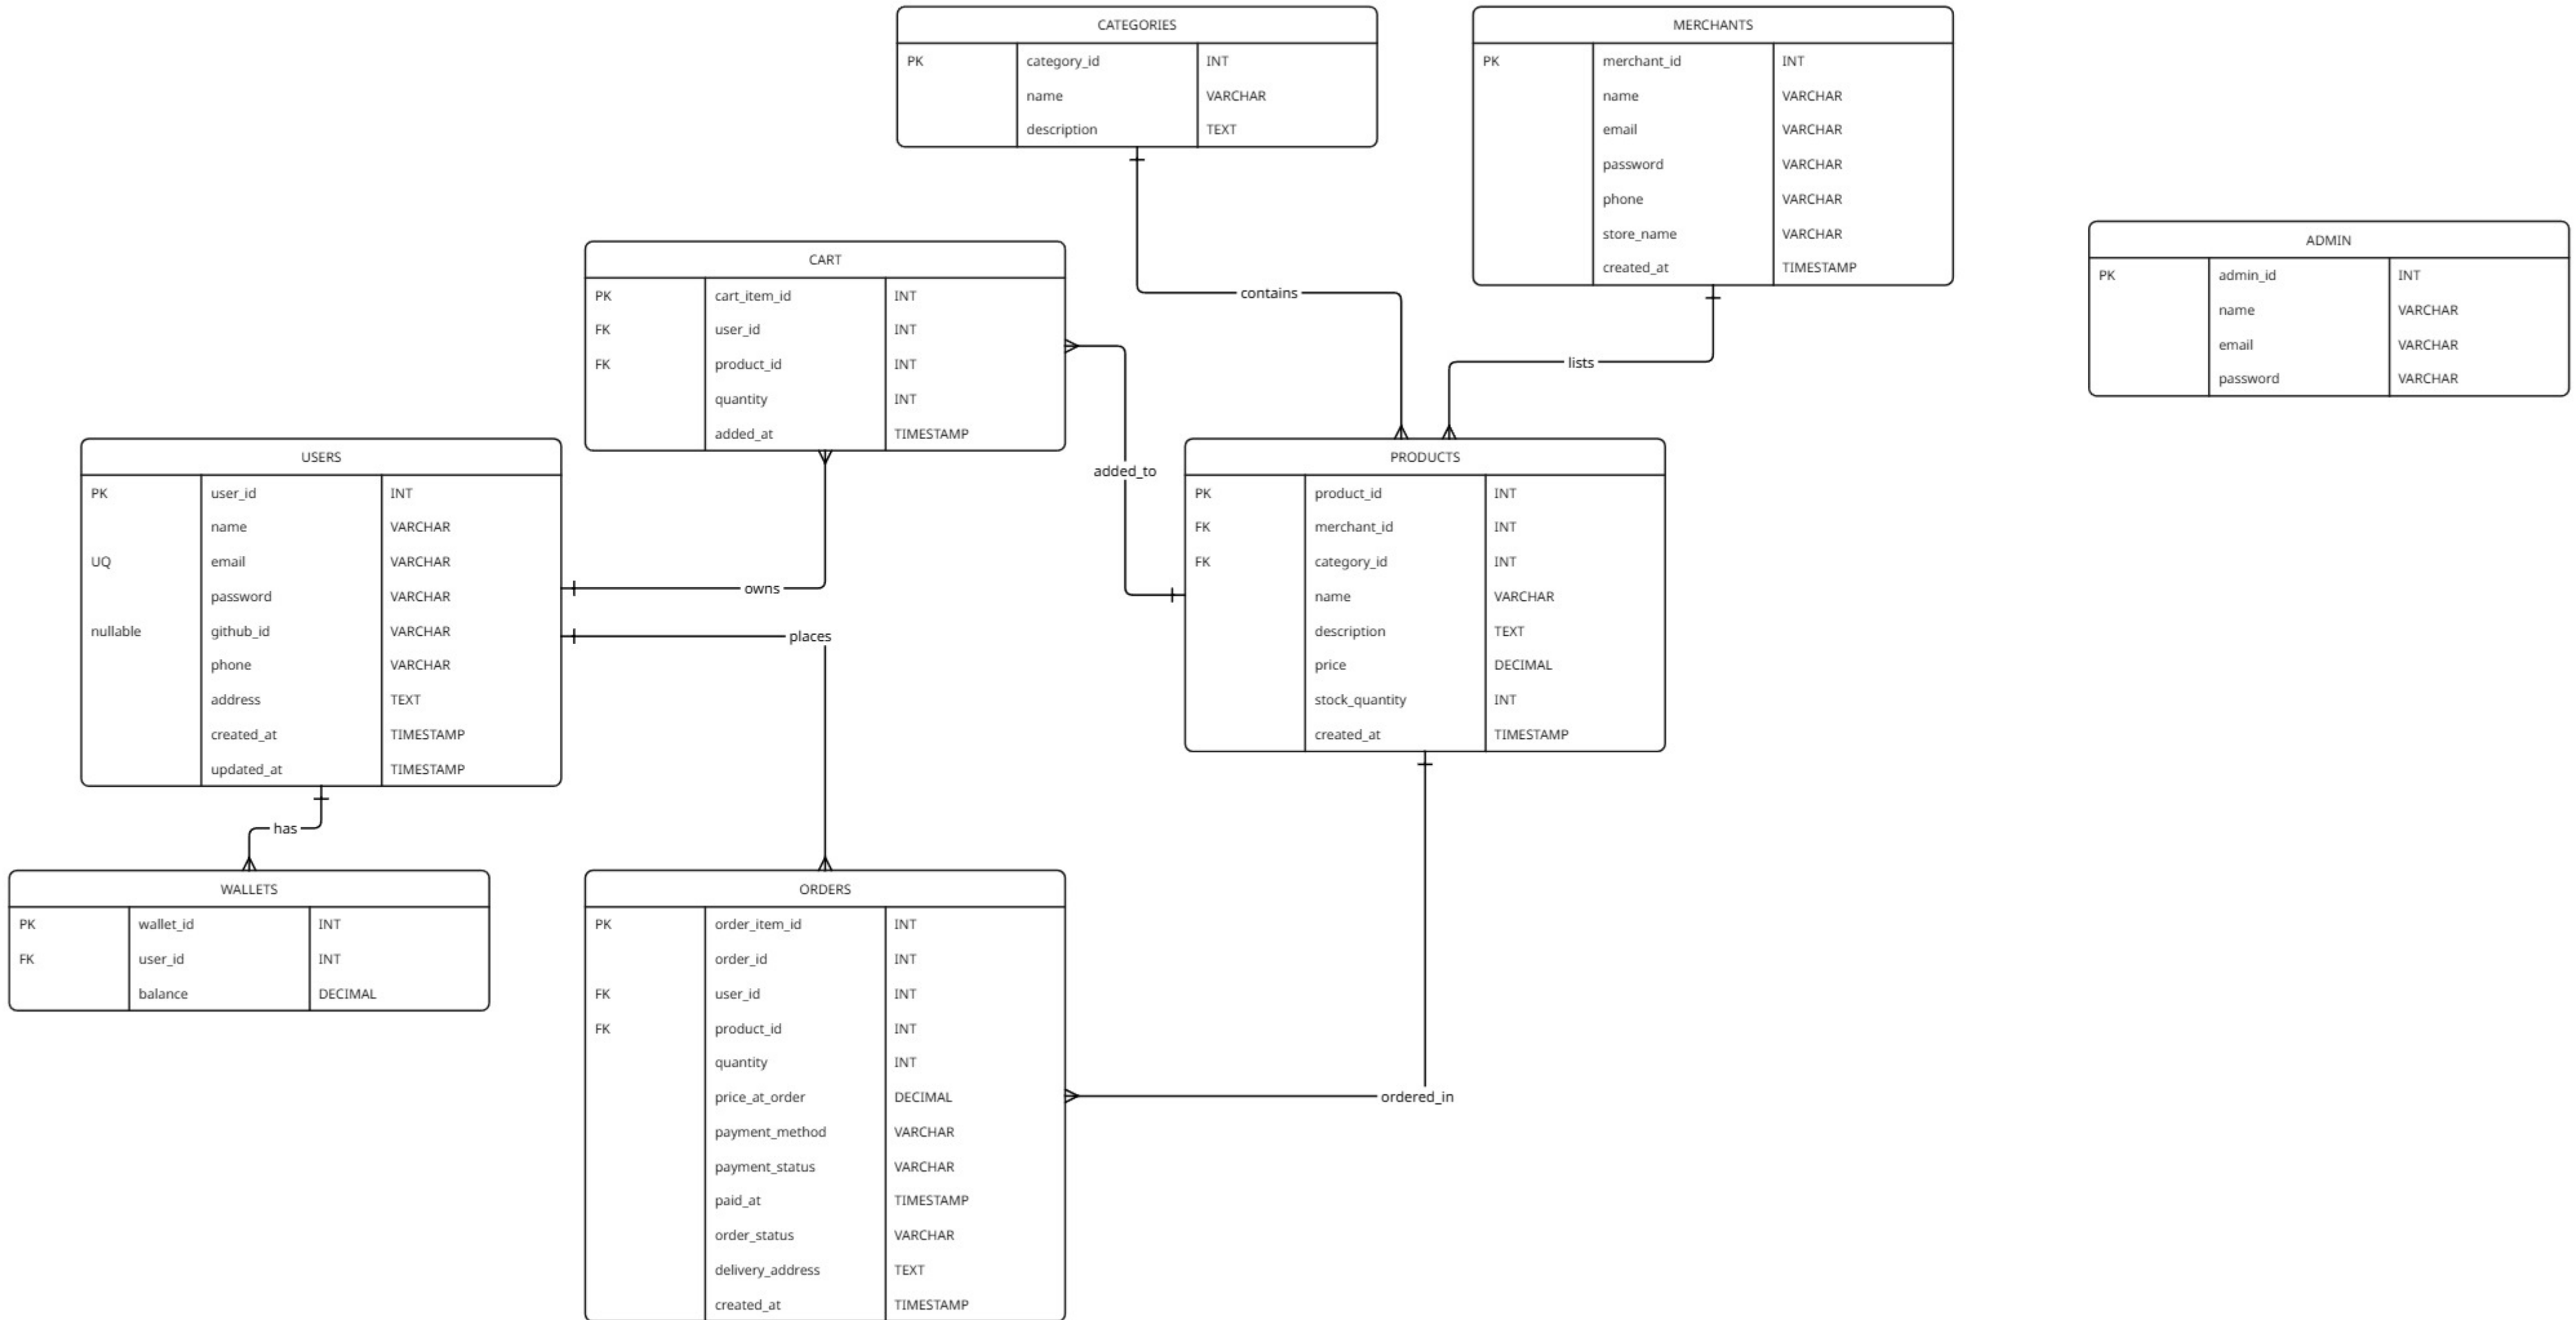 CATEGORIES
PK category_id INT
name VARCHAR
description TEXT
MERCHANTS
PK merchant_id INT
name VARCHAR
email VARCHAR
password VARCHAR
phone VARCHAR
store_name VARCHAR
created_at TIMESTAMP
ADMIN
PK admin_id INT
name VARCHAR
email VARCHAR
password VARCHAR
CART
PK cart_item_id INT
FK user_id INT
FK product_id INT
quantity INT
added_at TIMESTAMP
contains
lists
added_to
USERS
PK user_id INT
name VARCHAR
UQ email VARCHAR
password VARCHAR
nullable github_id VARCHAR
phone VARCHAR
address TEXT
created_at TIMESTAMP
updated_at TIMESTAMP
owns
places
PRODUCTS
PK product_id INT
FK merchant_id INT
FK category_id INT
name VARCHAR
description TEXT
price DECIMAL
stock_quantity INT
created_at TIMESTAMP
has
WALLETS
PK wallet_id INT
FK user_id INT
balance DECIMAL
ORDERS
PK order_item_id INT
order_id INT
FK user_id INT
FK product_id INT
quantity INT
price_at_order DECIMAL
payment_method VARCHAR
payment_status VARCHAR
paid_at TIMESTAMP
order_status VARCHAR
delivery_address TEXT
created_at TIMESTAMP
ordered_in